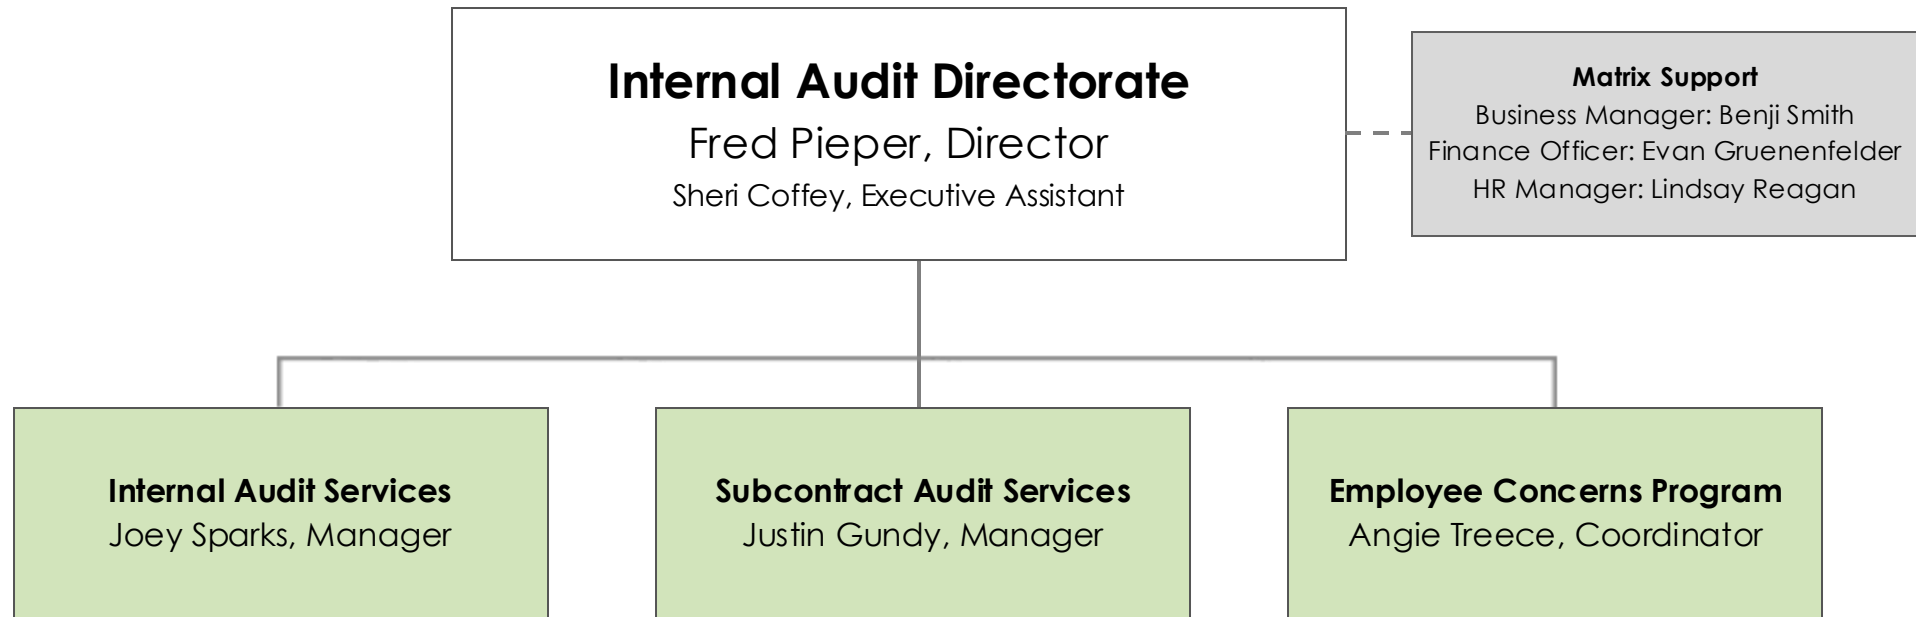 Internal Audit Directorate
Fred Pieper, Director
Sheri Coffey, Executive Assistant
Matrix Support
Business Manager: Benji Smith
Finance Officer: Evan Gruenenfelder
HR Manager: Lindsay Reagan
Internal Audit Services
Joey Sparks, Manager
Subcontract Audit Services
Justin Gundy, Manager
Employee Concerns Program
Angie Treece, Coordinator